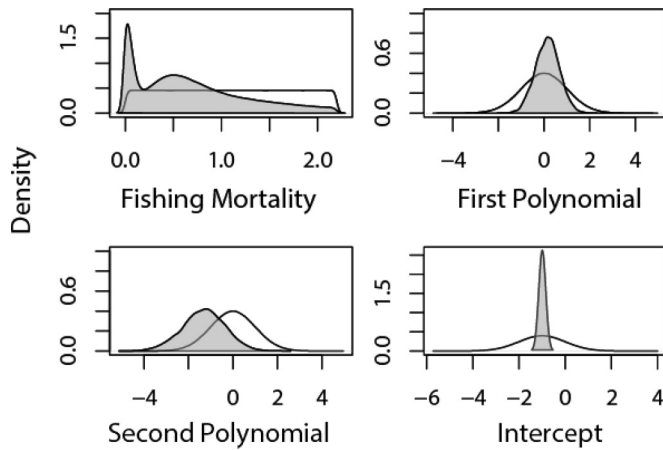 1.5
0.0
0.0 1.0 2.0
Fishing Mortality
0.6
0.0
−4 0 2 4
First Polynomial
Density
0.6
0.0
−4 0 2 4
Second Polynomial
1.5
0.0
−6 −2 0 2 4
Intercept